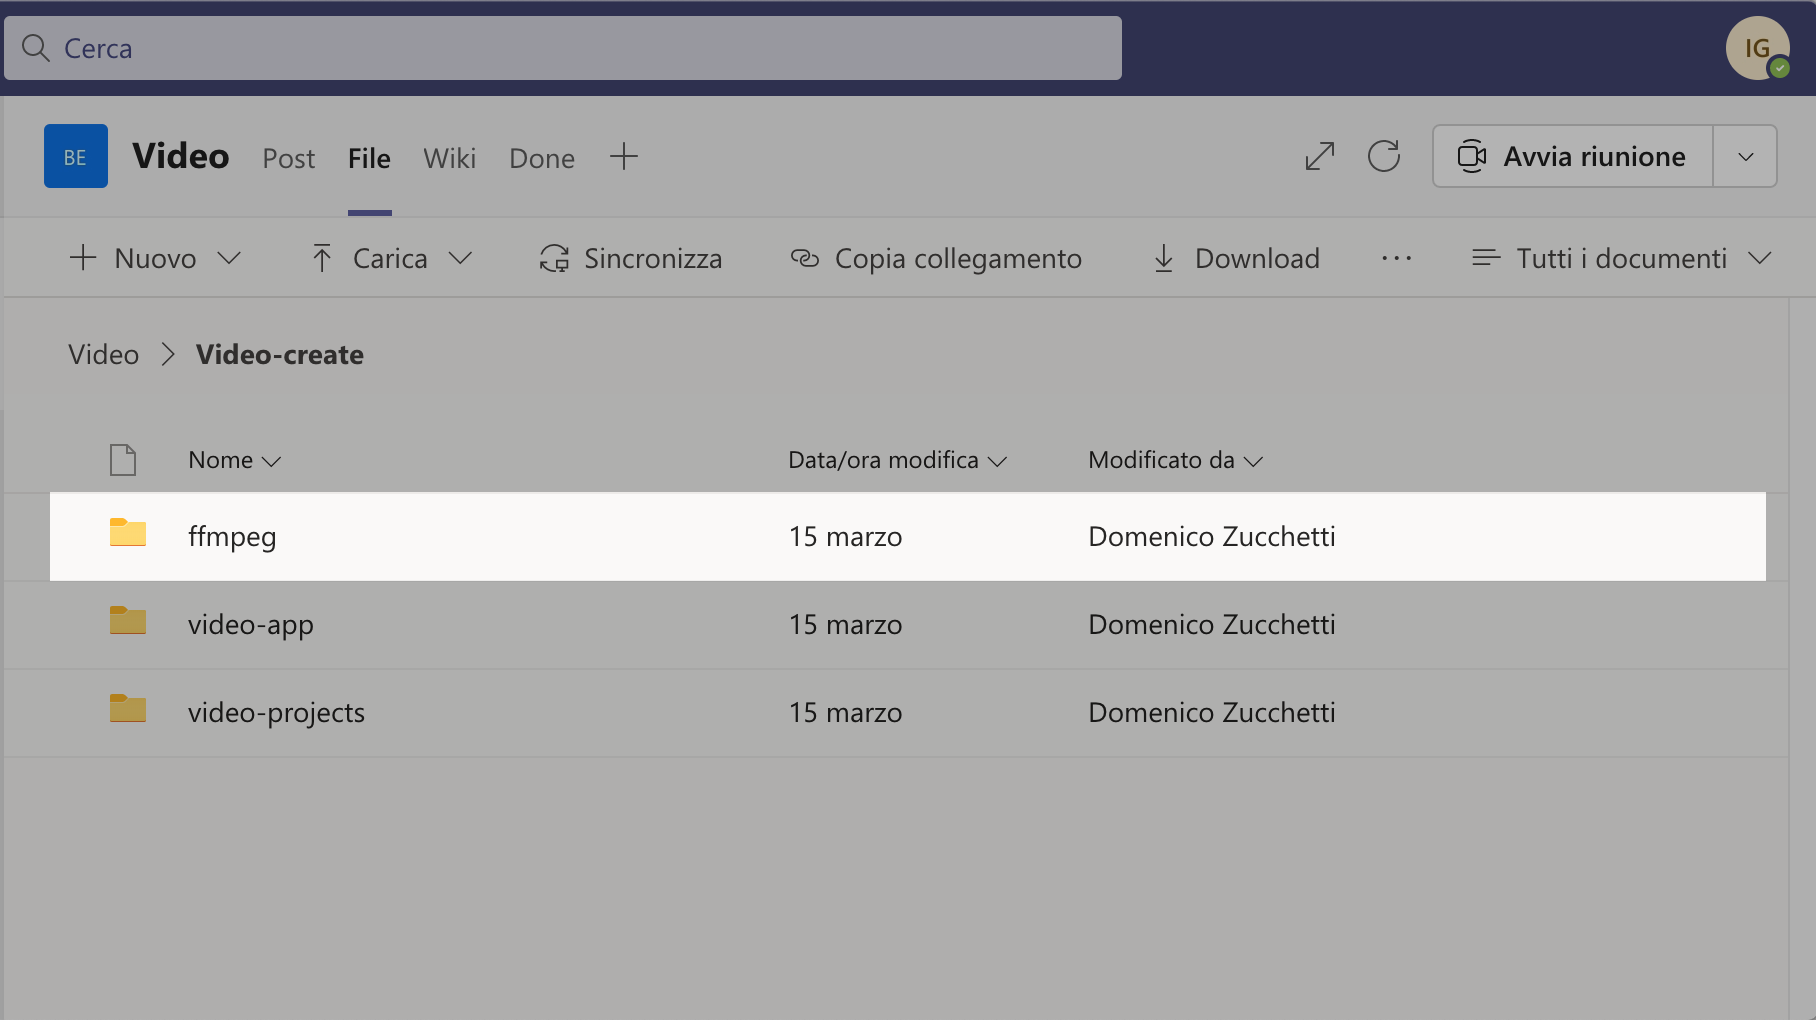 Cerca
IG
BE Video Post File Wiki Done
Avvia riunione
Nuovo Carica Sincronizza Copia collegamento Download ··· Tutti i documenti
Video > Video-create
Nome Data/ora modifica Modificato da
ffmpeg 15 marzo Domenico Zucchetti
video-app 15 marzo Domenico Zucchetti
video-projects 15 marzo Domenico Zucchetti